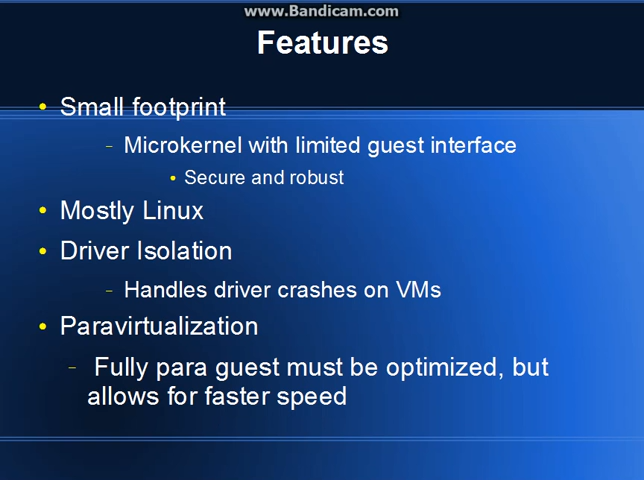 www.Bandicam.com
Features
• Small footprint
– Microkernel with limited guest interface
• Secure and robust
• Mostly Linux
• Driver Isolation
– Handles driver crashes on VMs
• Paravirtualization
– Fully para guest must be optimized, but
allows for faster speed